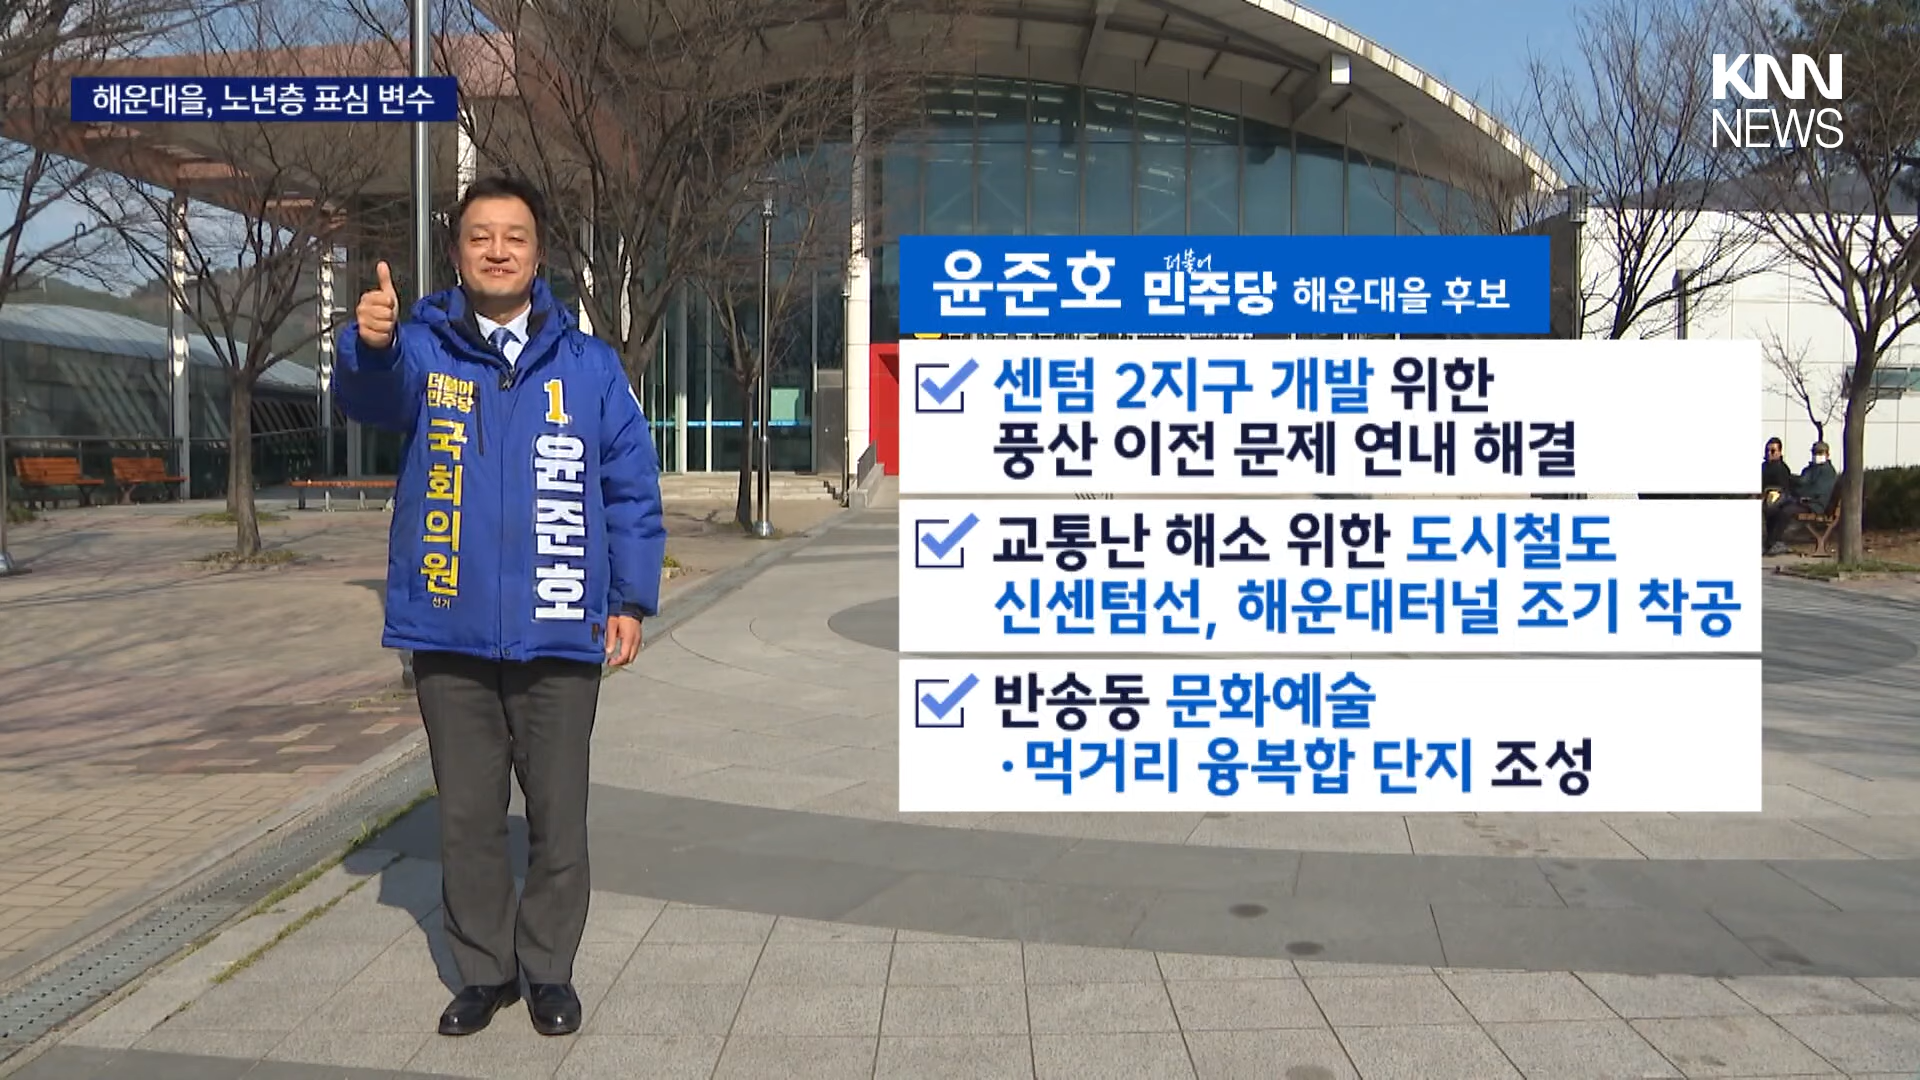 해운대을, 노년층 표심 변수
KNN
NEWS
윤준호 더불어민주당 해운대을 후보
센텀 2지구 개발 위한
풍산 이전 문제 연내 해결
교통난 해소 위한 도시철도
신센텀선, 해운대터널 조기 착공
반송동 문화예술
·먹거리 융복합 단지 조성
더불어
민주당
국회의원
선거
1
윤준호